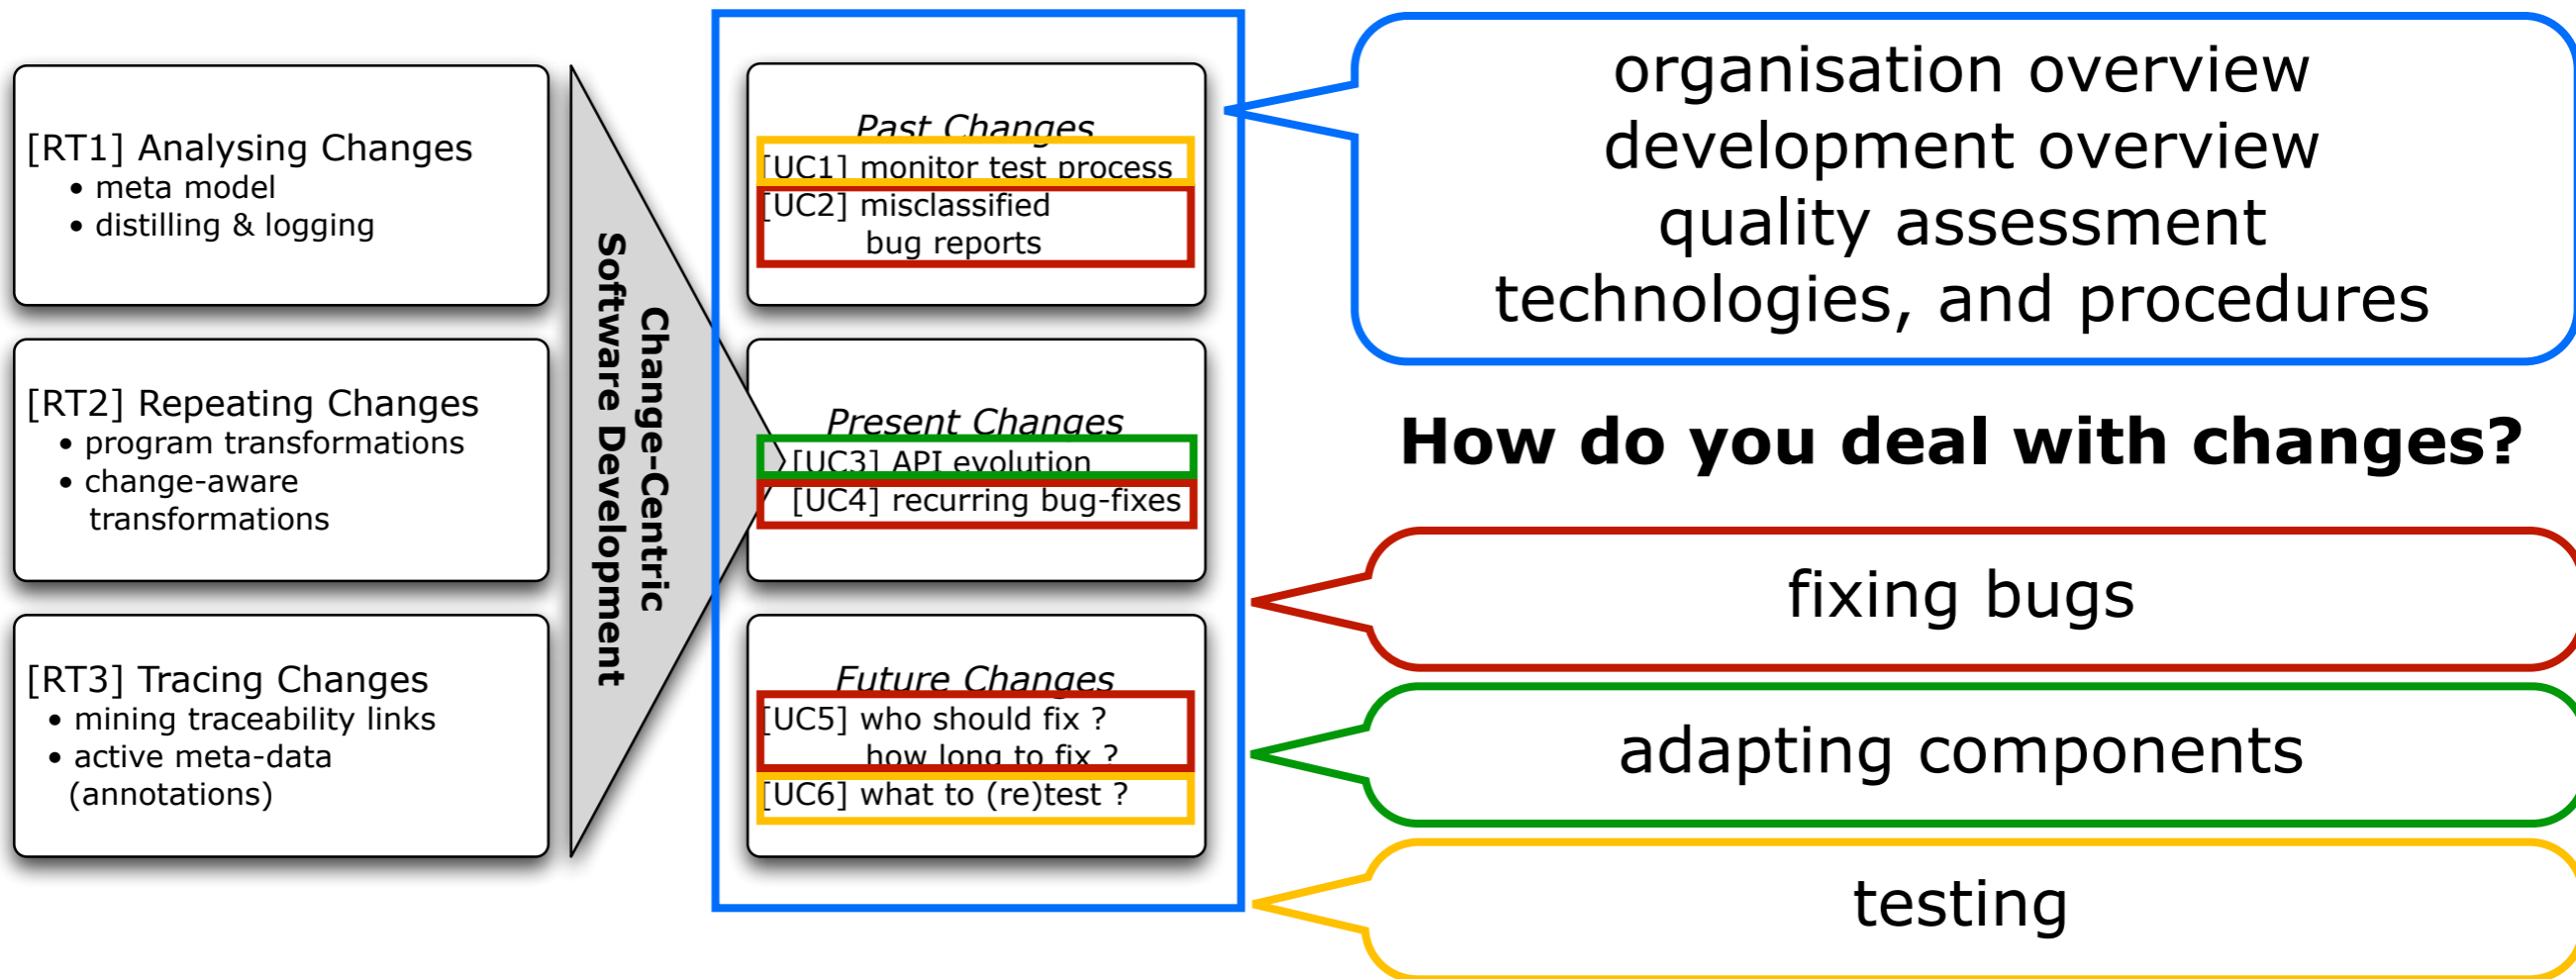 [RT1] Analysing Changes
• meta model
• distilling & logging
[RT2] Repeating Changes
• program transformations
• change-aware
transformations
[RT3] Tracing Changes
• mining traceability links
• active meta-data
(annotations)
Change-Centric
Software Development
Past Changes
[UC1] monitor test process
[UC2] misclassified
bug reports
Present Changes
[UC3] API evolution
[UC4] recurring bug-fixes
Future Changes
[UC5] who should fix ?
how long to fix ?
[UC6] what to (re)test ?
organisation overview
development overview
quality assessment
technologies, and procedures
How do you deal with changes?
fixing bugs
adapting components
testing